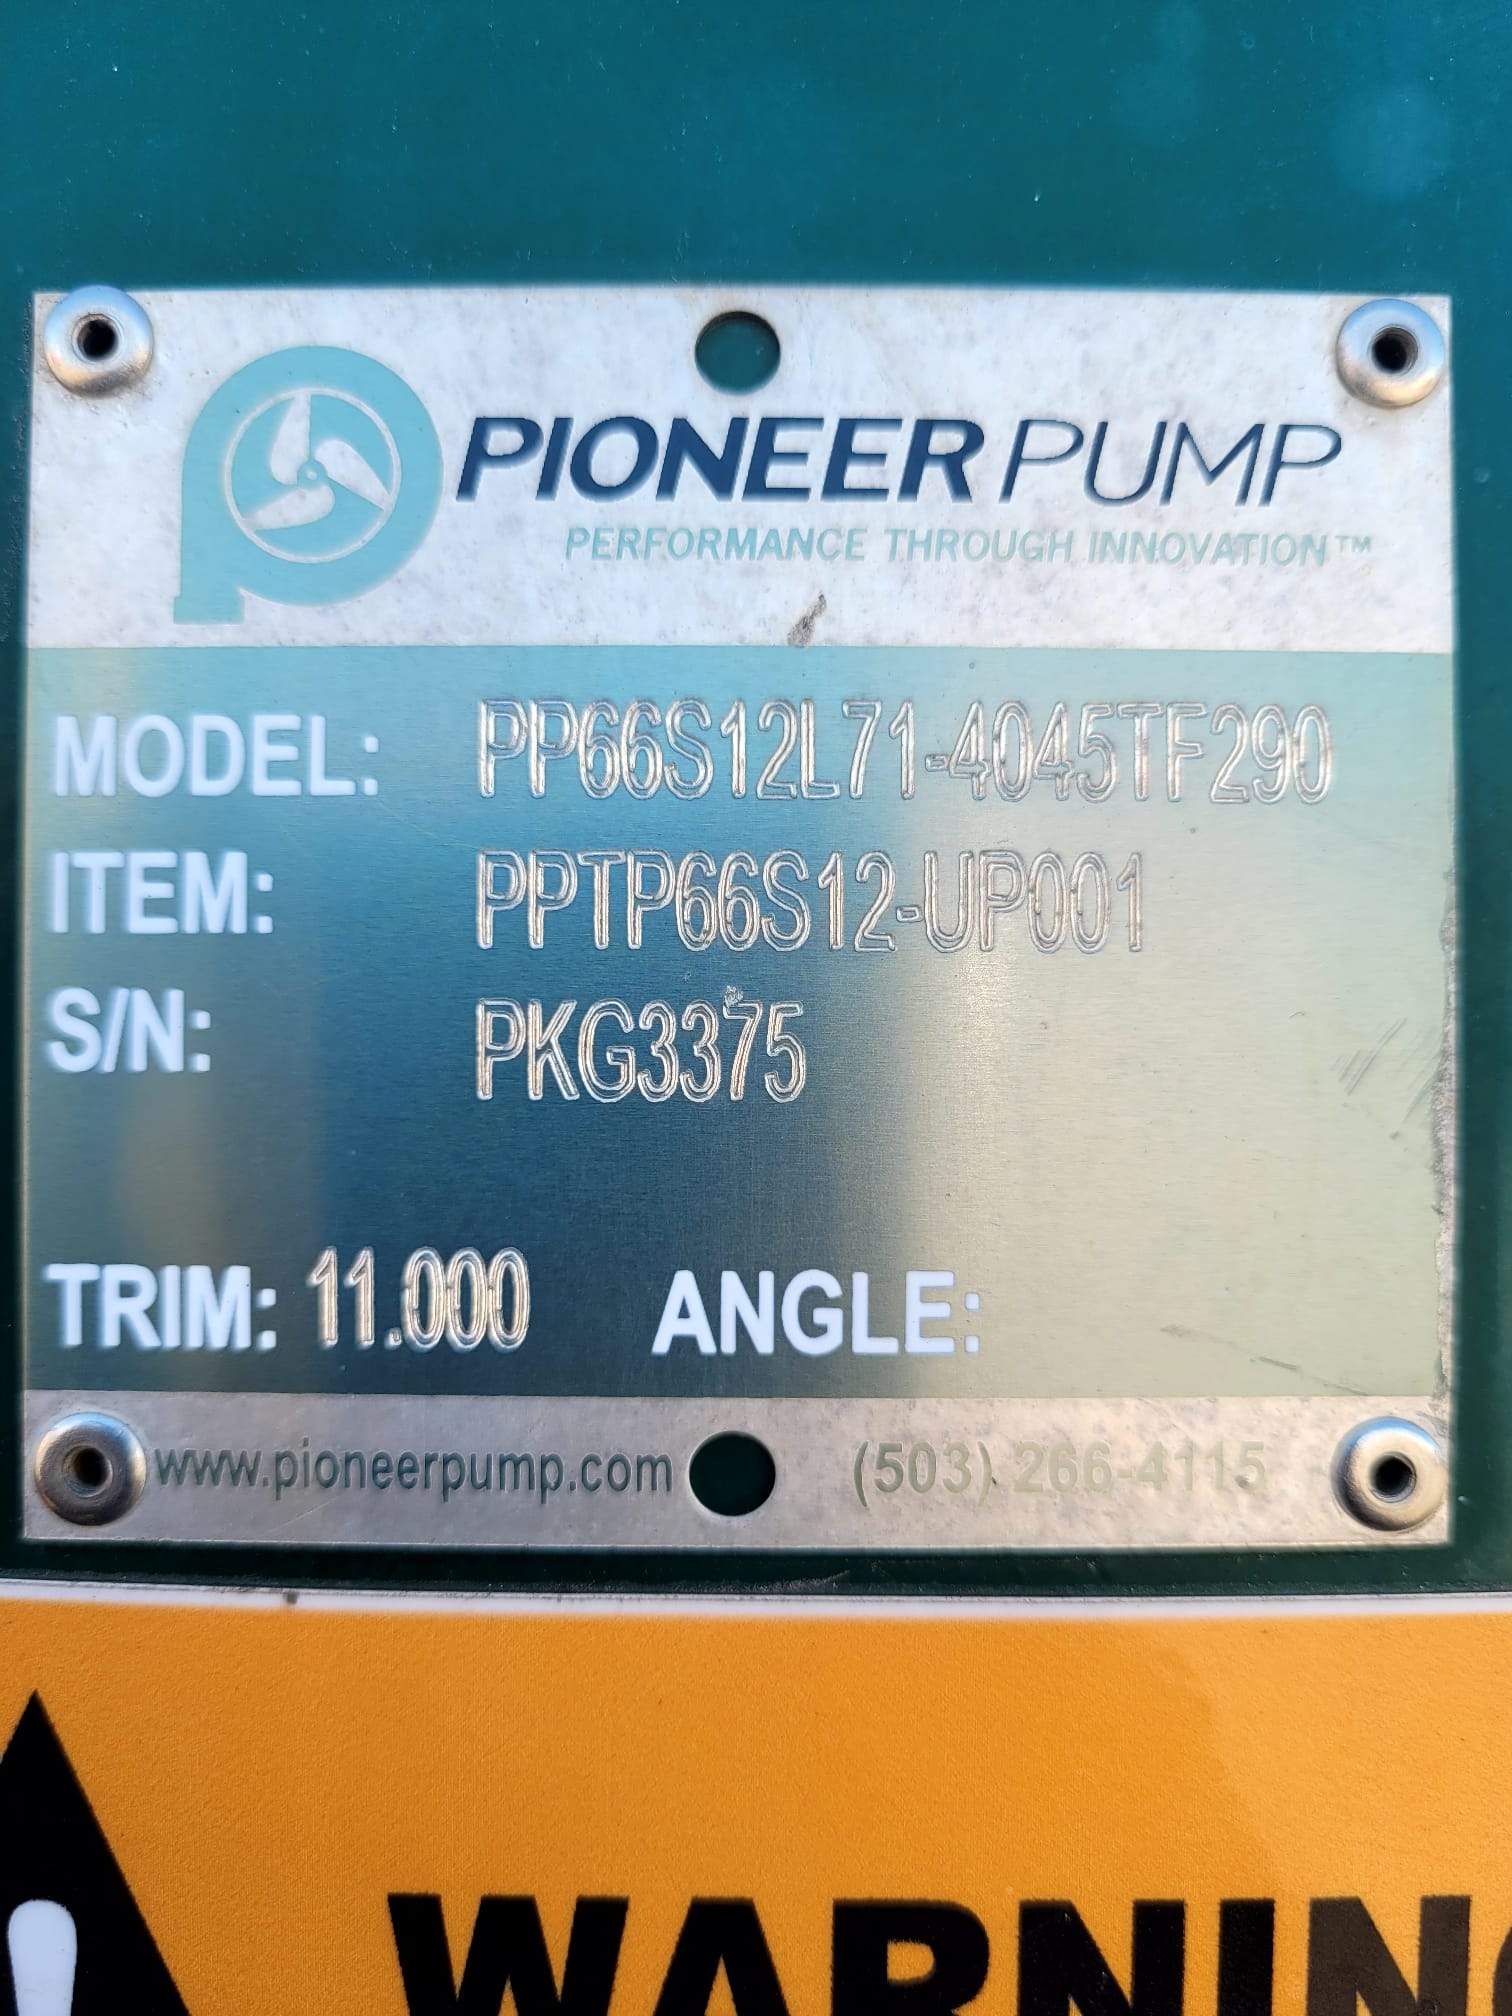 PIONEER PUMP
PERFORMANCE THROUGH INNOVATION™
MODEL: PP66S12L71-4045TF290
ITEM: PPTP66S12-UP001
S/N: PKG3375
TRIM: 11.000 ANGLE:
www.pioneerpump.com (503) 266-4115
WARNING